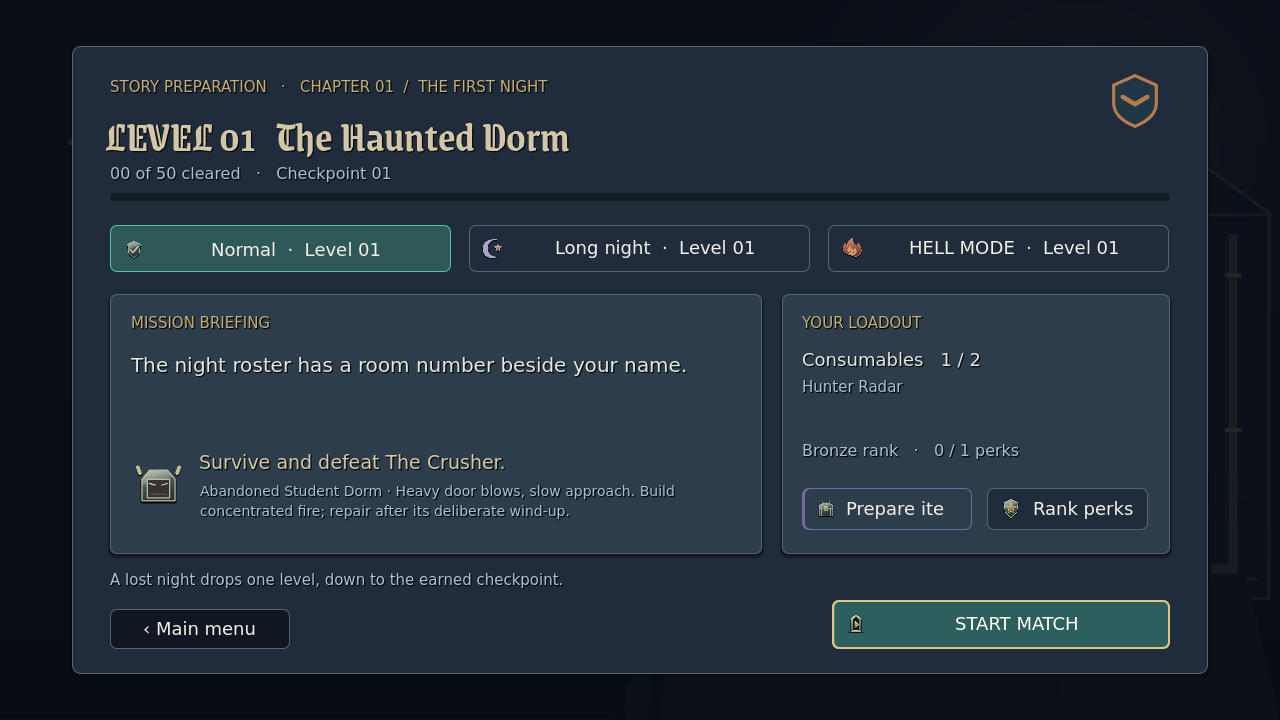 STORY PREPARATION · CHAPTER 01 / THE FIRST NIGHT
LEVEL 01 The Haunted Dorm
00 of 50 cleared · Checkpoint 01
Normal · Level 01
Long night · Level 01
HELL MODE · Level 01
MISSION BRIEFING
The night roster has a room number beside your name.
Survive and defeat The Crusher.
Abandoned Student Dorm · Heavy door blows, slow approach. Build
concentrated fire; repair after its deliberate wind-up.
YOUR LOADOUT
Consumables 1 / 2
Hunter Radar
Bronze rank · 0 / 1 perks
Prepare ite
Rank perks
A lost night drops one level, down to the earned checkpoint.
‹ Main menu
START MATCH